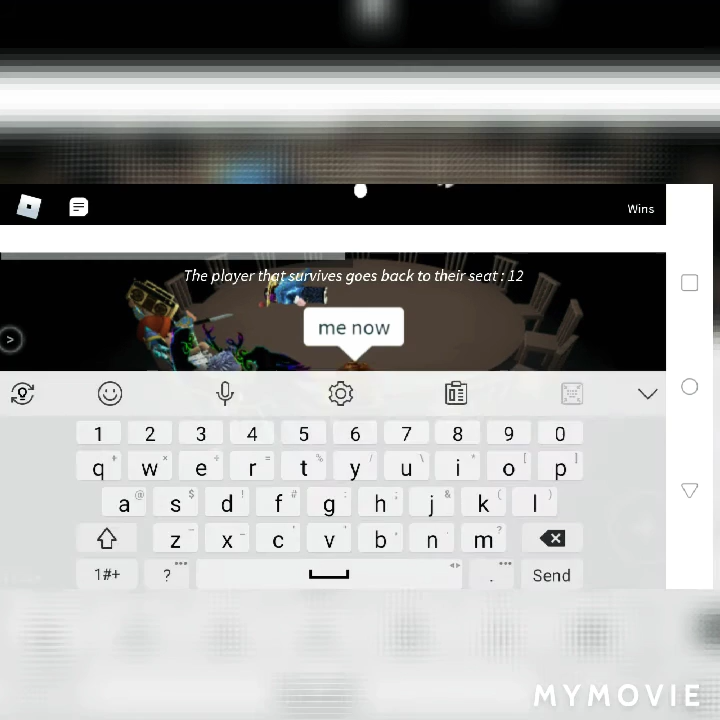 Wins
The player that survives goes back to their seat : 12
me now
>
1 2 3 4 5 6 7 8 9 0
q + w × e ÷ r = t % y / u \ i * o [ p ]
a @ s $ d ! f # g : h ; j & k ( l )
z - x - c ' v " b ' n , m ?
1#+ ? ••• . ••• Send
MYMOVIE